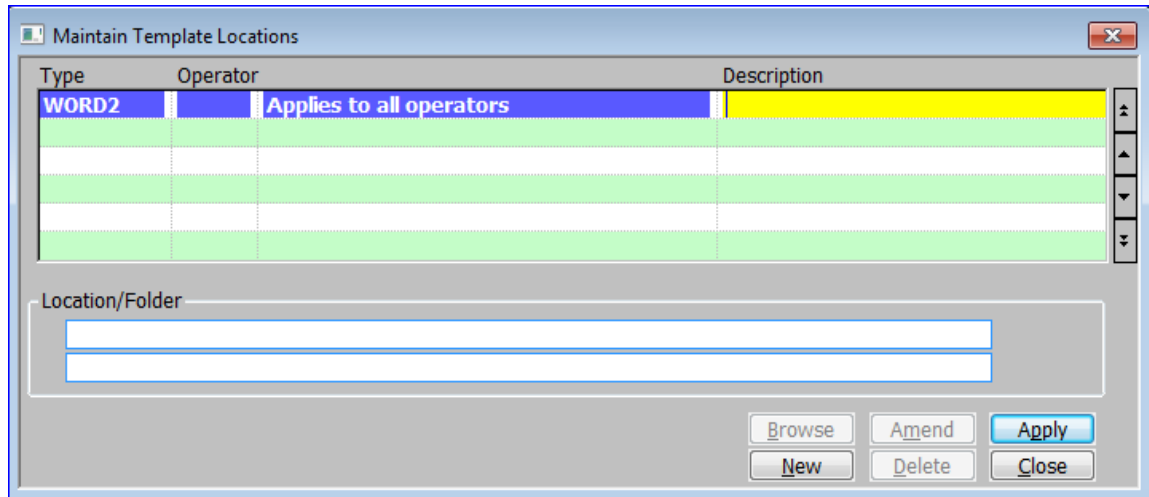 Maintain Template Locations
Type Operator Description
WORD2 Applies to all operators
Location/Folder
Browse Amend Apply
New Delete Close